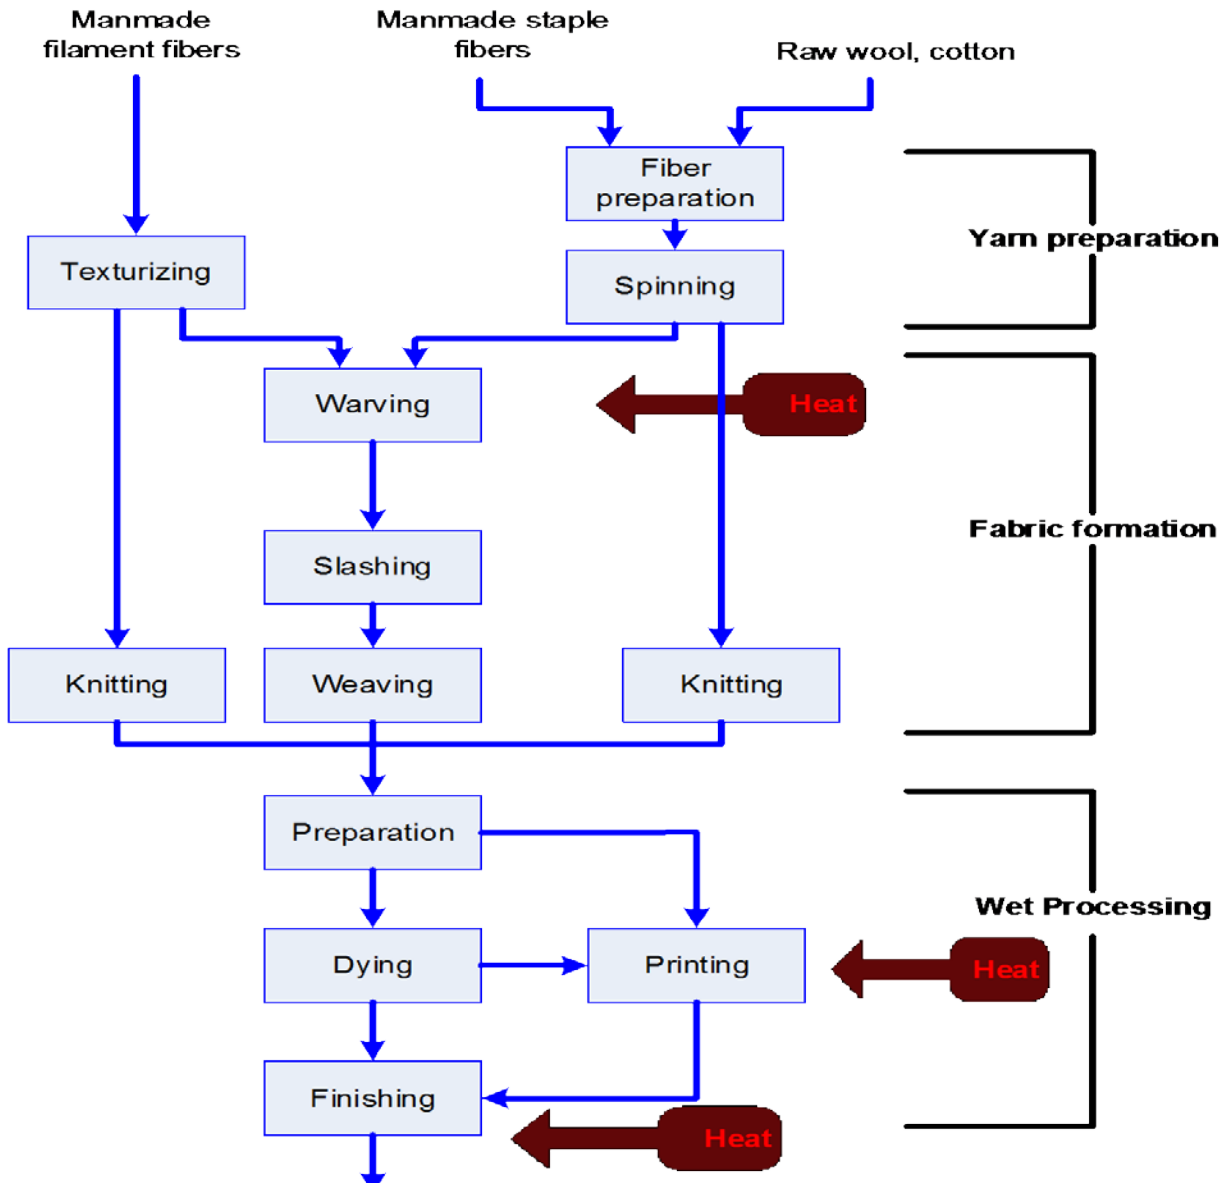 Manmade
filament fibers
Manmade staple
fibers
Raw wool, cotton
Fiber
preparation
Yarn preparation
Texturizing
Spinning
Warving
Heat
Fabric formation
Slashing
Knitting
Weaving
Knitting
Preparation
Wet Processing
Dying
Printing
Heat
Finishing
Heat